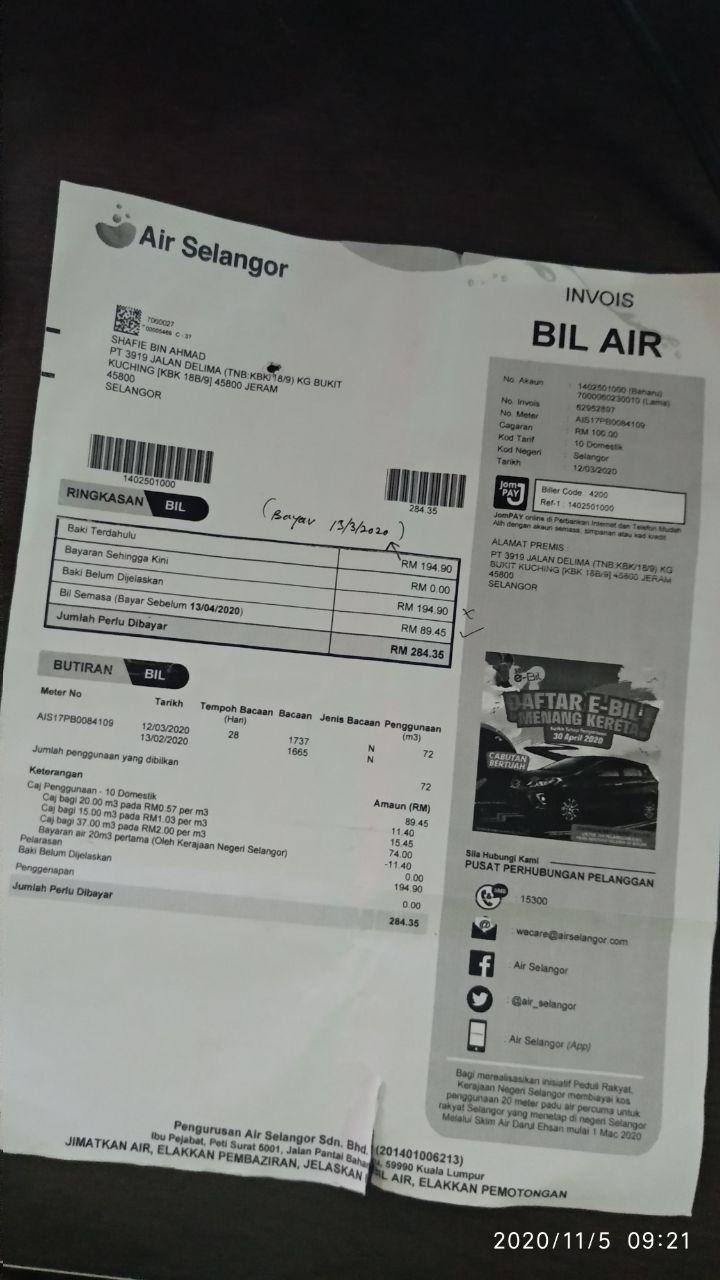 Air Selangor
7000027
SHAFIE BIN AHMAD
PT 3919 JALAN DELIMA (TNB:KBK/18/9) KG BUKIT
KUCHING [KBK 18B/9] 45800 JERAM
45800
SELANGOR
1402501000
284.35
RINGKASAN BIL
(Bayar 13/3/2020)
Baki Terdahulu RM 194.90
Bayaran Sehingga Kini RM 0.00
Baki Belum Dijelaskan RM 194.90
Bil Semasa (Bayar Sebelum 13/04/2020) RM 89.45
Jumlah Perlu Dibayar RM 284.35
BUTIRAN BIL
Meter No Tarikh Tempoh Bacaan (Hari) Bacaan Jenis Bacaan Penggunaan (m3)
AIS17PB0084109 12/03/2020 28 1737 N 72
13/02/2020 1665 N
Jumlah penggunaan yang dibilkan 72
Keterangan Amaun (RM)
Caj Penggunaan - 10 Domestik 89.45
Caj bagi 20.00 m3 pada RM0.57 per m3 11.40
Caj bagi 15.00 m3 pada RM1.03 per m3 15.45
Caj bagi 37.00 m3 pada RM2.00 per m3 74.00
Bayaran air 20m3 pertama (Oleh Kerajaan Negeri Selangor) -11.40
Pelarasan 0.00
Baki Belum Dijelaskan 194.90
Penggenapan 0.00
Jumlah Perlu Dibayar 284.35
INVOIS
BIL AIR
No. Akaun : 1402501000 (Baharu)
7000060230010 (Lama)
No. Invois : 62952897
No. Meter : AIS17PB0084109
Cagaran : RM 100.00
Kod Tarif : 10 Domestik
Kod Negeri : Selangor
Tarikh : 12/03/2020
Jom PAY
Biller Code : 4200
Ref-1 : 1402501000
JomPAY online di Perbankan Internet dan Telefon Mudah
Alih dengan akaun semasa, simpanan atau kad kredit
ALAMAT PREMIS :
PT 3919 JALAN DELIMA (TNB:KBK/18/9) KG
BUKIT KUCHING [KBK 18B/9] 45800 JERAM
45800
SELANGOR
e-Bil
DAFTAR E-BIL
MENANG KERETA
30 April 2020
CABUTAN
BERTUAH
Sila Hubungi Kami
PUSAT PERHUBUNGAN PELANGGAN
: 15300
: wecare@airselangor.com
: Air Selangor
: @air_selangor
: Air Selangor (App)
Bagi merealisasikan inisiatif Peduli Rakyat,
Kerajaan Negeri Selangor membiayai kos
penggunaan 20 meter padu air percuma untuk
rakyat Selangor yang menetap di negeri Selangor
Melalui Skim Air Darul Ehsan mulai 1 Mac 2020
Pengurusan Air Selangor Sdn. Bhd. (201401006213)
Ibu Pejabat, Peti Surat 5001, Jalan Pantai 59990 Kuala Lumpur
JIMATKAN AIR, ELAKKAN PEMBAZIRAN, JELASKAN BIL AIR, ELAKKAN PEMOTONGAN
2020/11/5 09:21